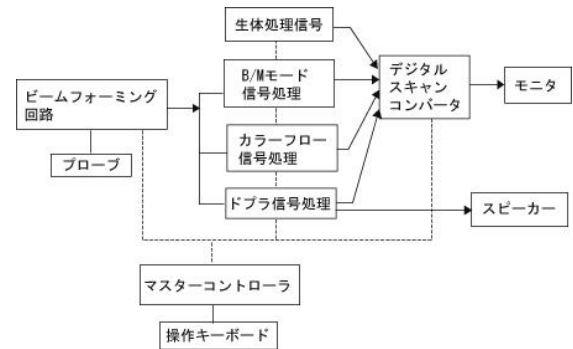 生体処理信号
B/Mモード
信号処理
デジタル
スキャン
コンバータ
モニタ
ビームフォーミング
回路
プローブ
カラーフロー
信号処理
ドプラ信号処理
スピーカー
マスターコントローラ
操作キーボード